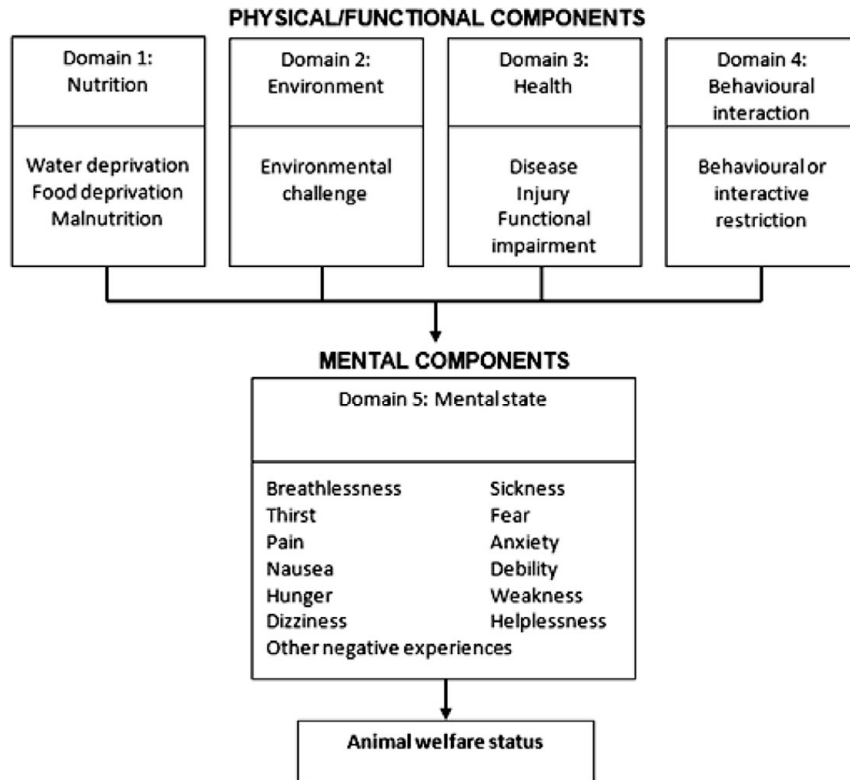 PHYSICAL/FUNCTIONAL COMPONENTS
Domain 1:
Nutrition
Water deprivation
Food deprivation
Malnutrition
Domain 2:
Environment
Environmental
challenge
Domain 3:
Health
Disease
Injury
Functional
impairment
Domain 4:
Behavioural
interaction
Behavioural or
interactive
restriction
MENTAL COMPONENTS
Domain 5: Mental state
Breathlessness
Thirst
Pain
Nausea
Hunger
Dizziness
Other negative experiences
Sickness
Fear
Anxiety
Debility
Weakness
Helplessness
Animal welfare status